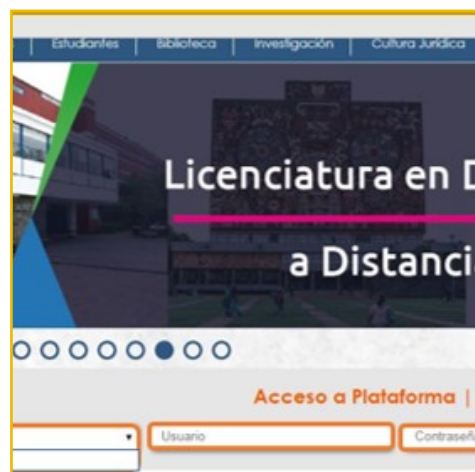 Estudiantes | Biblioteca | Investigación | Cultura Jurídica
Licenciatura en D
a Distanci
Acceso a Plataforma |
Usuario
Contraseñ